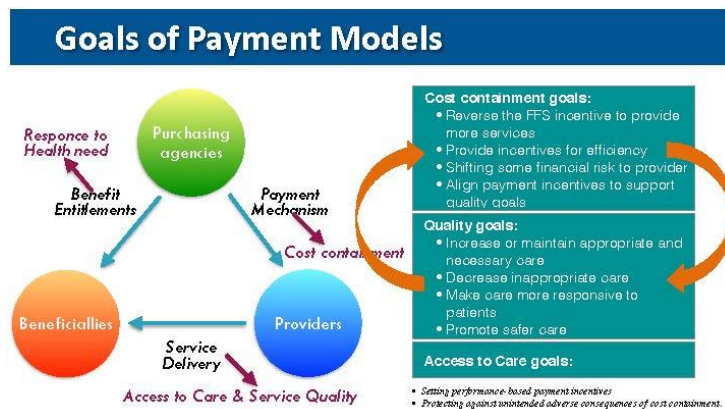 Goals of Payment Models
Responce to
Health need
Purchasing
agencies
Benefit
Entitlements
Payment
Mechanism
Cost containment
Beneficiallies
Providers
Service
Delivery
Access to Care & Service Quality
Cost containment goals:
• Reverse the FFS incentive to provide
more services
• Provide incentives for efficiency
• Shifting some financial risk to provider
• Align payment incentives to support
quality goals
Quality goals:
• Increase or maintain appropriate and
necessary care
• Decrease inappropriate care
• Make care more responsive to
patients
• Promote safer care
Access to Care goals:
• Setting performance-based payment incentives
• Protecting against unintended adverse consequences of cost containment.